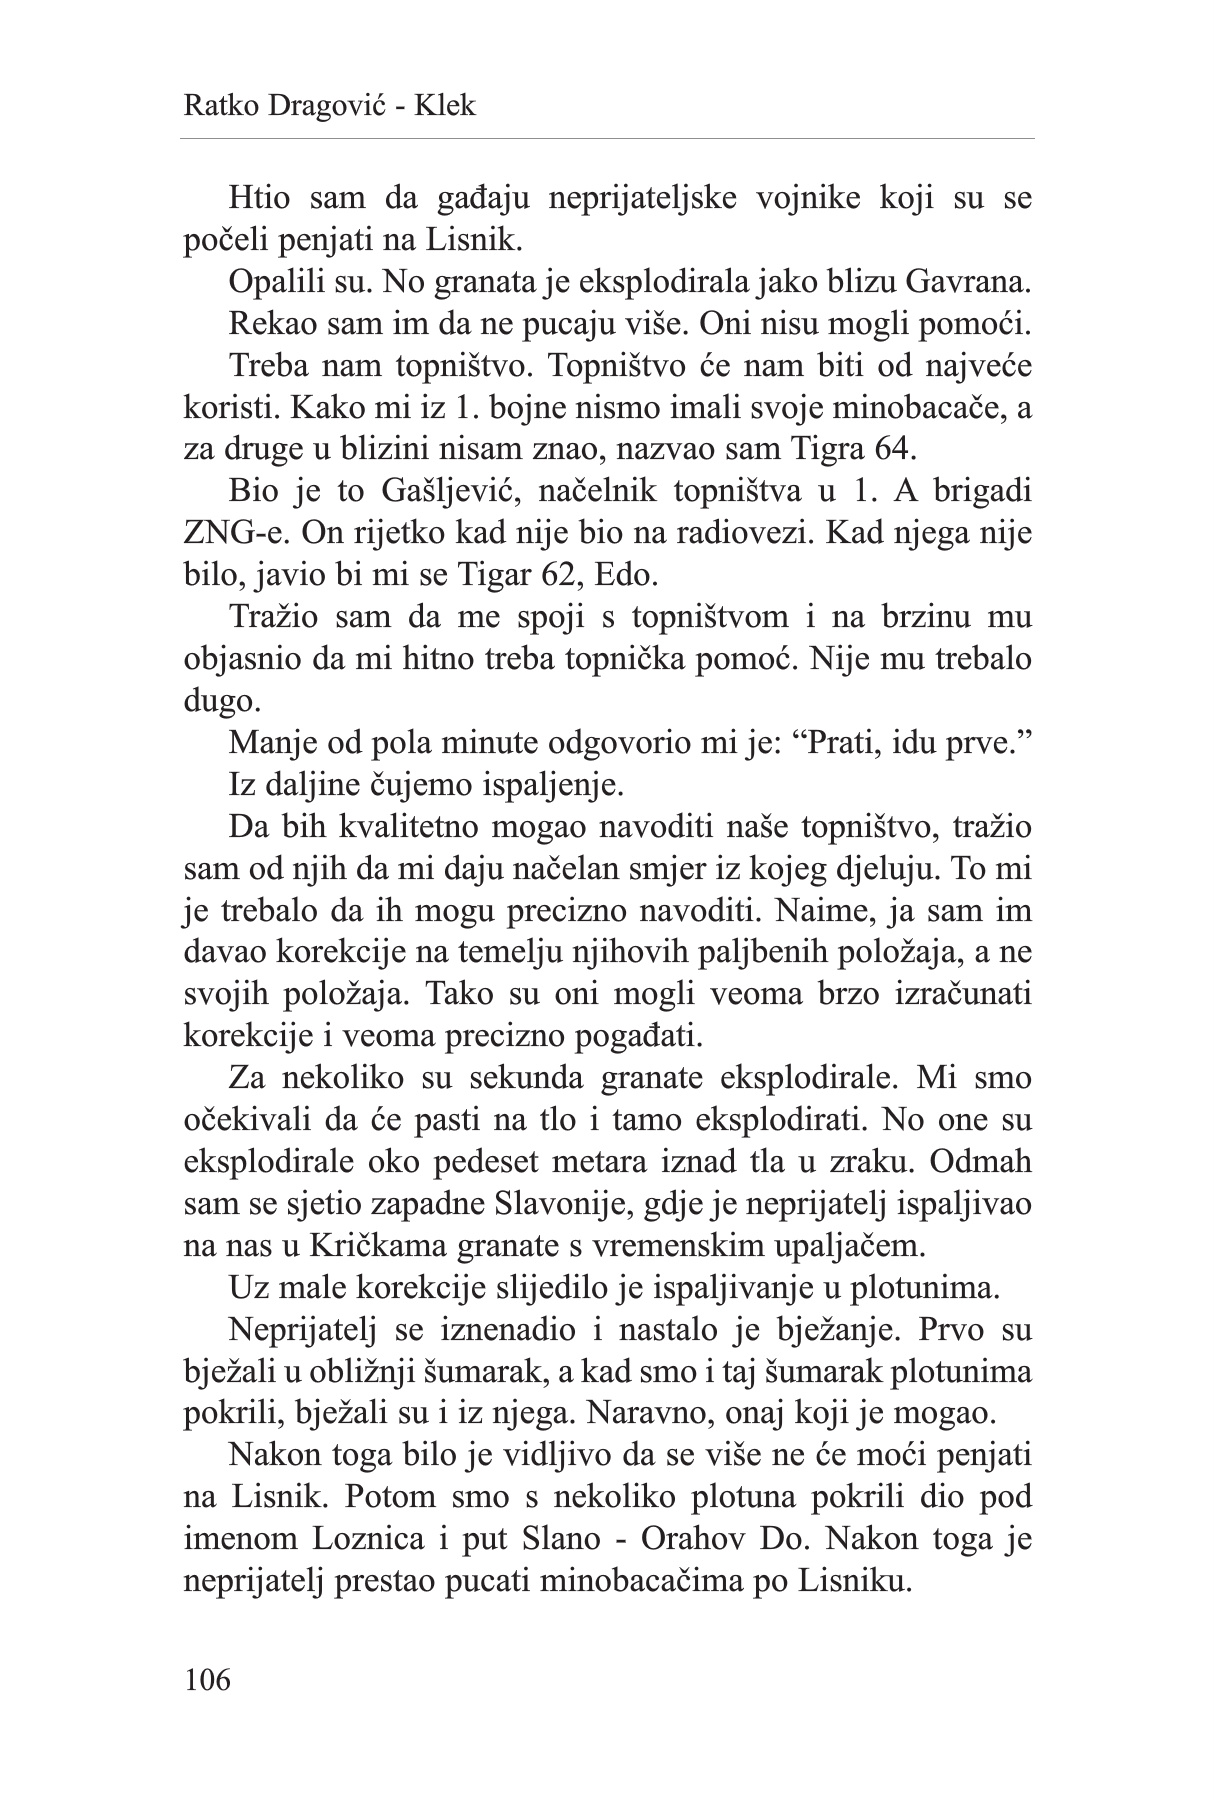 Ratko Dragović - Klek
Htio sam da gađaju neprijateljske vojnike koji su se
počeli penjati na Lisnik.
Opalili su. No granata je eksplodirala jako blizu Gavrana.
Rekao sam im da ne pucaju više. Oni nisu mogli pomoći.
Treba nam topništvo. Topništvo će nam biti od najveće
koristi. Kako mi iz 1. bojne nismo imali svoje minobacače, a
za druge u blizini nisam znao, nazvao sam Tigra 64.
Bio je to Gašljević, načelnik topništva u 1. A brigadi
ZNG-e. On rijetko kad nije bio na radiovezi. Kad njega nije
bilo, javio bi mi se Tigar 62, Edo.
Tražio sam da me spoji s topništvom i na brzinu mu
objasnio da mi hitno treba topnička pomoć. Nije mu trebalo
dugo.
Manje od pola minute odgovorio mi je: “Prati, idu prve.”
Iz daljine čujemo ispaljenje.
Da bih kvalitetno mogao navoditi naše topništvo, tražio
sam od njih da mi daju načelan smjer iz kojeg djeluju. To mi
je trebalo da ih mogu precizno navoditi. Naime, ja sam im
davao korekcije na temelju njihovih paljbenih položaja, a ne
svojih položaja. Tako su oni mogli veoma brzo izračunati
korekcije i veoma precizno pogađati.
Za nekoliko su sekunda granate eksplodirale. Mi smo
očekivali da će pasti na tlo i tamo eksplodirati. No one su
eksplodirale oko pedeset metara iznad tla u zraku. Odmah
sam se sjetio zapadne Slavonije, gdje je neprijatelj ispaljivao
na nas u Kričkama granate s vremenskim upaljačem.
Uz male korekcije slijedilo je ispaljivanje u plotunima.
Neprijatelj se iznenadio i nastalo je bježanje. Prvo su
bježali u obližnji šumarak, a kad smo i taj šumarak plotunima
pokrili, bježali su i iz njega. Naravno, onaj koji je mogao.
Nakon toga bilo je vidljivo da se više ne će moći penjati
na Lisnik. Potom smo s nekoliko plotuna pokrili dio pod
imenom Loznica i put Slano - Orahov Do. Nakon toga je
neprijatelj prestao pucati minobacačima po Lisniku.
106